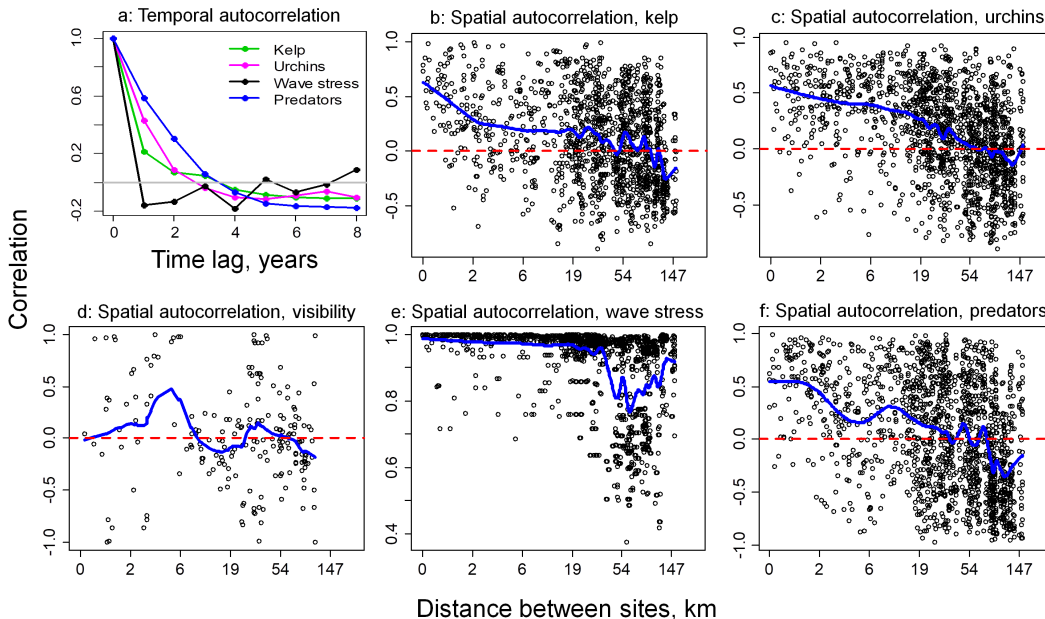 a: Temporal autocorrelation
b: Spatial autocorrelation, kelp
c: Spatial autocorrelation, urchins
1.0
0.6
0.2
-0.2
Kelp
Urchins
Wave stress
Predators
0 2 4 6 8
Time lag, years
1.0
0.5
0.0
-0.5
0 2 6 19 54 147
1.0
0.5
0.0
-0.5
0 2 6 19 54 147
Correlation
d: Spatial autocorrelation, visibility
e: Spatial autocorrelation, wave stress
f: Spatial autocorrelation, predators
1.0
0.5
0.0
-0.5
-1.0
0 2 6 19 54 147
1.0
0.8
0.6
0.4
0 2 6 19 54 147
1.0
0.5
0.0
-0.5
-1.0
0 2 6 19 54 147
Distance between sites, km